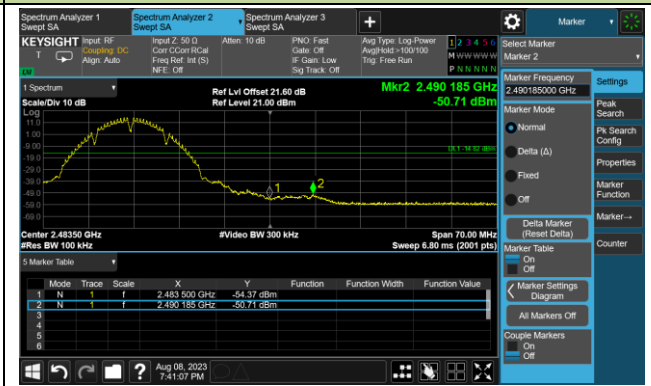 Spectrum Analyzer 1
Swept SA
Spectrum Analyzer 2
Swept SA
Spectrum Analyzer 3
Swept SA
+
Marker
KEYSIGHT
Input: RF
Coupling: DC
Align: Auto
Input Z: 50 Ω
Corr CCorr RCal
Freq Ref: Int (S)
NFE: Off
Atten: 10 dB
PNO: Fast
Gate: Off
IF Gain: Low
Sig Track: Off
Avg Type: Log-Power
Avg|Hold:>100/100
Trig: Free Run
1 2 3 4 5 6
M W W W W W
P N N N N N
Select Marker
Marker 2
1 Spectrum
Scale/Div 10 dB
Ref Lvl Offset 21.60 dB
Ref Level 21.00 dBm
Mkr2 2.490 185 GHz
-50.71 dBm
Log
11.0
1.00
-9.00
-19.0
-29.0
-39.0
-49.0
-59.0
-69.0
DL1 -14.82 dBm
1
2
Center 2.48350 GHz
#Res BW 100 kHz
#Video BW 300 kHz
Span 70.00 MHz
Sweep 6.80 ms (2001 pts)
5 Marker Table
Mode Trace Scale X Y Function Function Width Function Value
1 N 1 f 2.483 500 GHz -54.37 dBm
2 N 1 f 2.490 185 GHz -50.71 dBm
3
4
5
6
Marker Frequency
2.490185000 GHz
Marker Mode
Normal
Delta (Δ)
Fixed
Off
Delta Marker
(Reset Delta)
Marker Table
On
Off
Marker Settings
Diagram
All Markers Off
Couple Markers
On
Off
Settings
Peak
Search
Pk Search
Config
Properties
Marker
Function
Marker→
Counter
?
Aug 08, 2023
7:41:07 PM